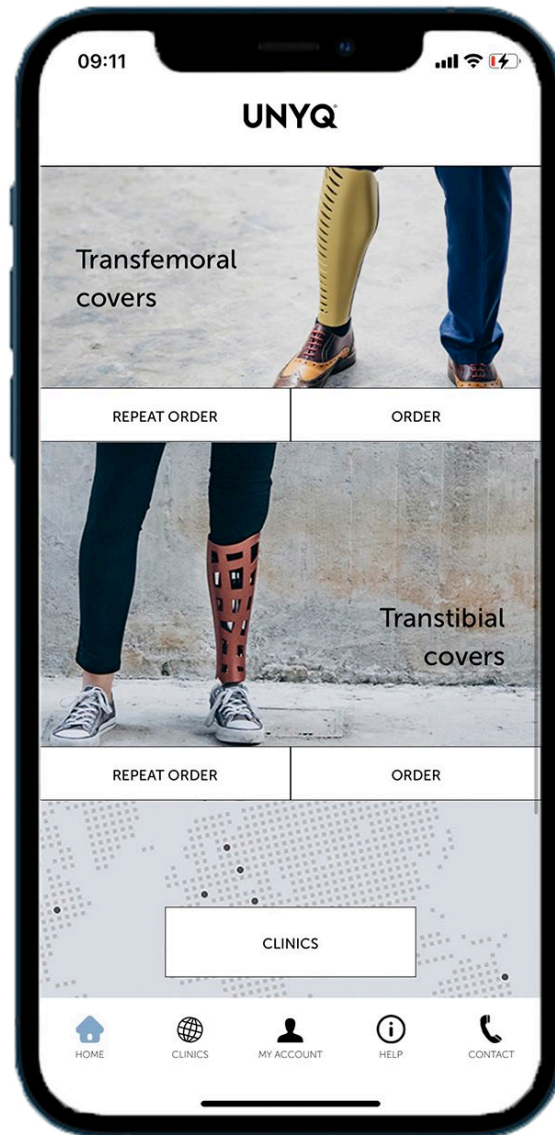 09:11
UNYQ
Transfemoral
covers
REPEAT ORDER
ORDER
Transtibial
covers
REPEAT ORDER
ORDER
CLINICS
HOME
CLINICS
MY ACCOUNT
HELP
CONTACT